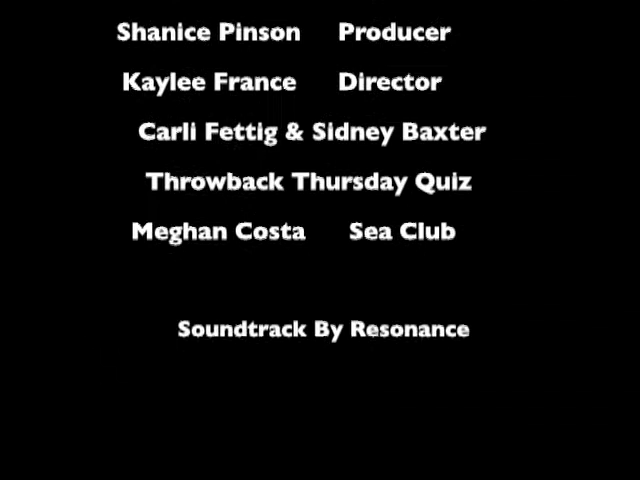 Shanice Pinson Producer
Kaylee France Director
Carli Fettig & Sidney Baxter
Throwback Thursday Quiz
Meghan Costa Sea Club
Soundtrack By Resonance